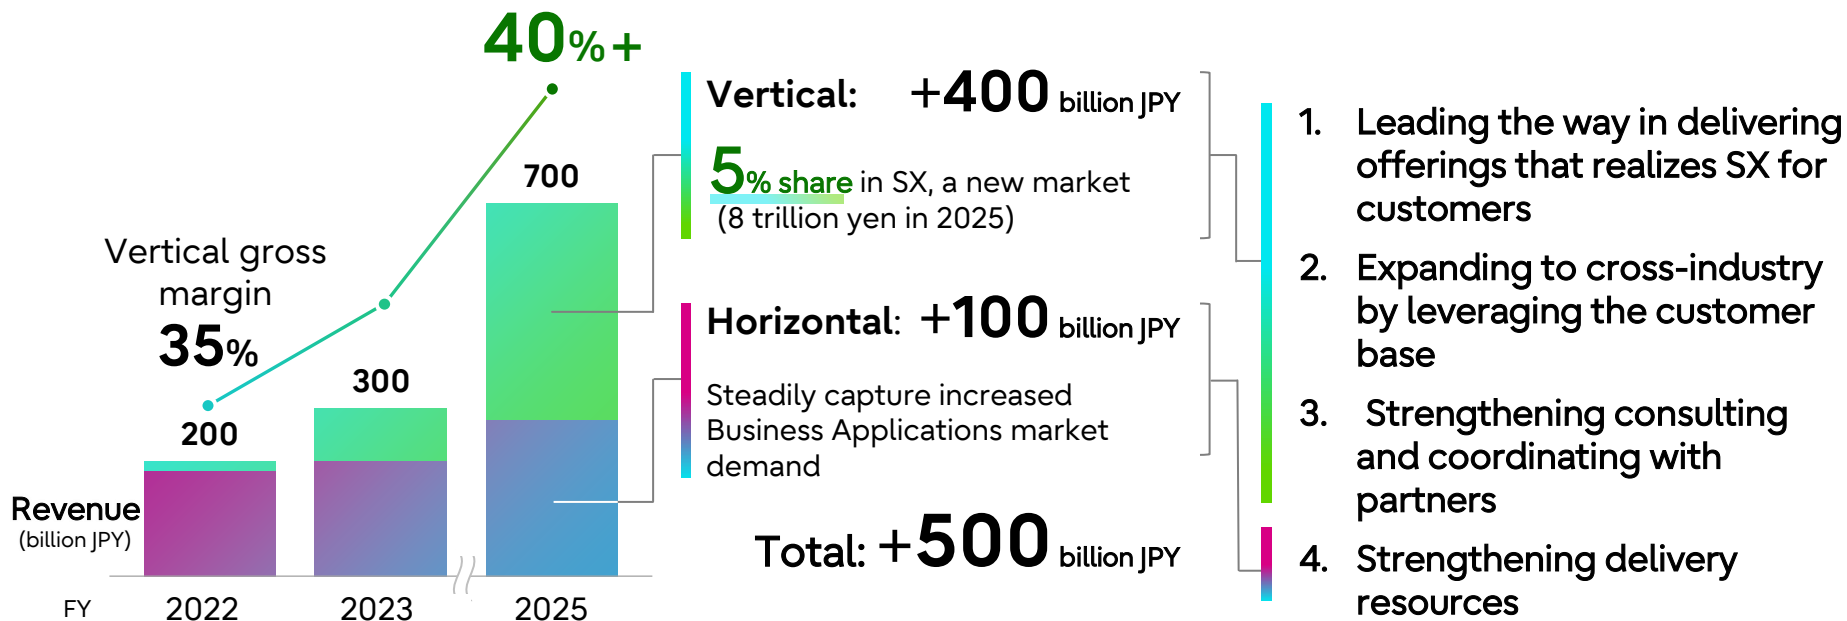 40%+
700
Vertical gross
margin
35%
300
200
Revenue
(billion JPY)
FY
2022
2023
2025
Vertical: +400 billion JPY
5% share in SX, a new market
(8 trillion yen in 2025)
Horizontal: +100 billion JPY
Steadily capture increased
Business Applications market
demand
Total: +500 billion JPY
1. Leading the way in delivering
offerings that realizes SX for
customers
2. Expanding to cross-industry
by leveraging the customer
base
3. Strengthening consulting
and coordinating with
partners
4. Strengthening delivery
resources